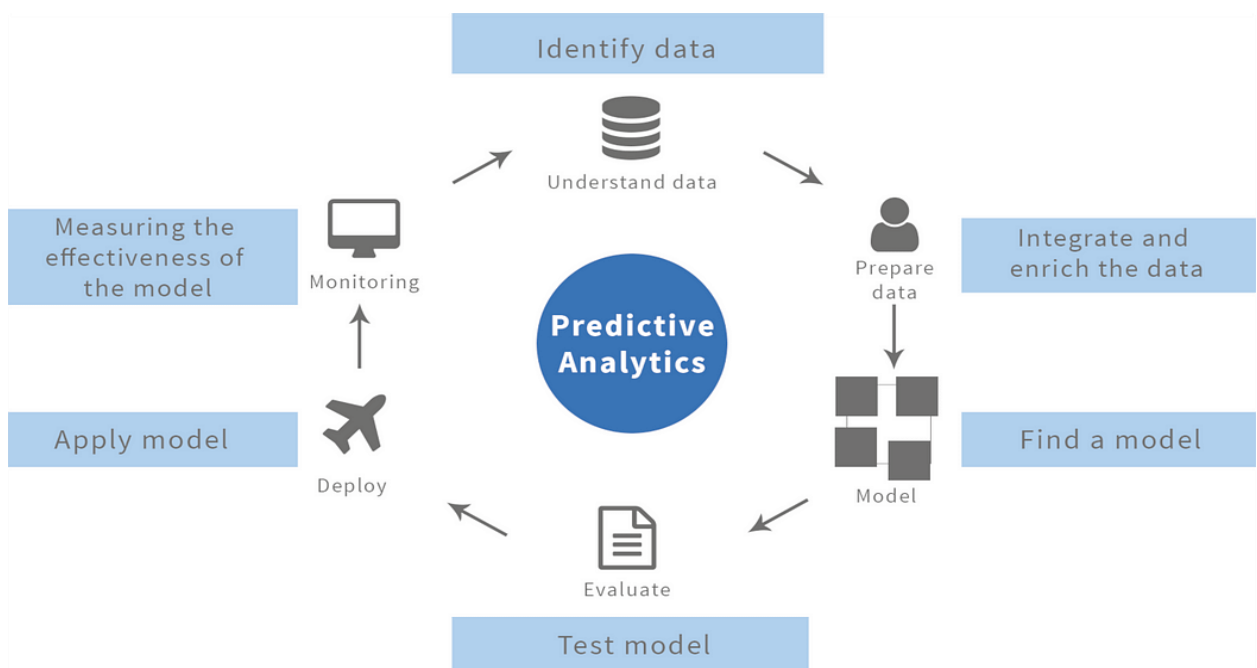 Identify data
Understand data
Measuring the
effectiveness of
the model
Monitoring
Prepare
data
Integrate and
enrich the data
Predictive
Analytics
Apply model
Deploy
Model
Find a model
Evaluate
Test model